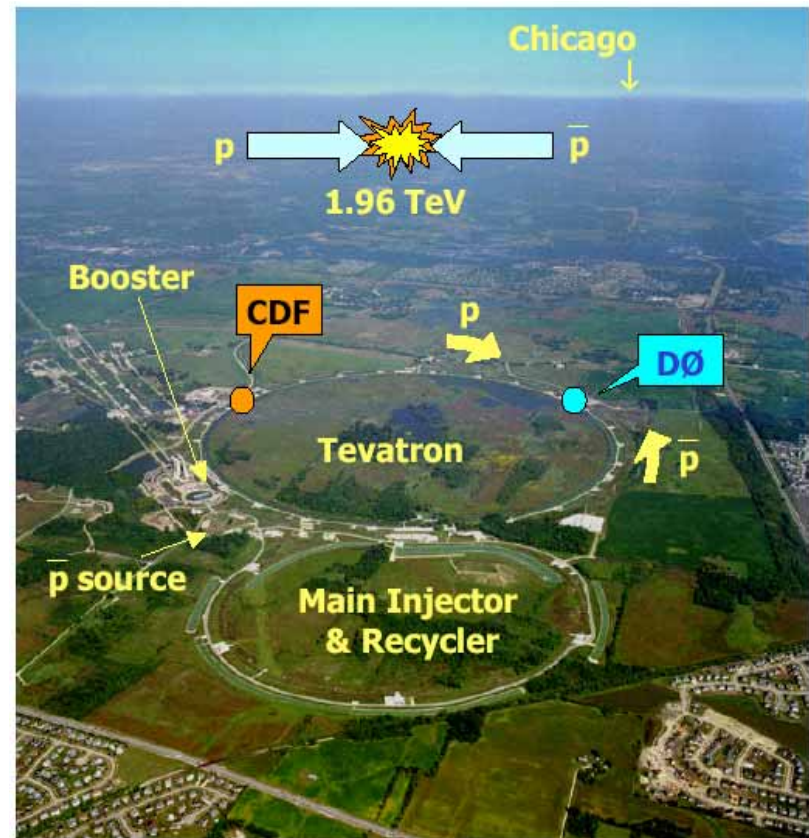 Chicago
↓
p
p̅
1.96 TeV
Booster
CDF
p
DØ
Tevatron
p̅
p̅ source
Main Injector
& Recycler